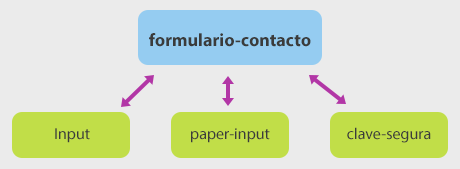 formulario-contacto
Input
paper-input
clave-segura